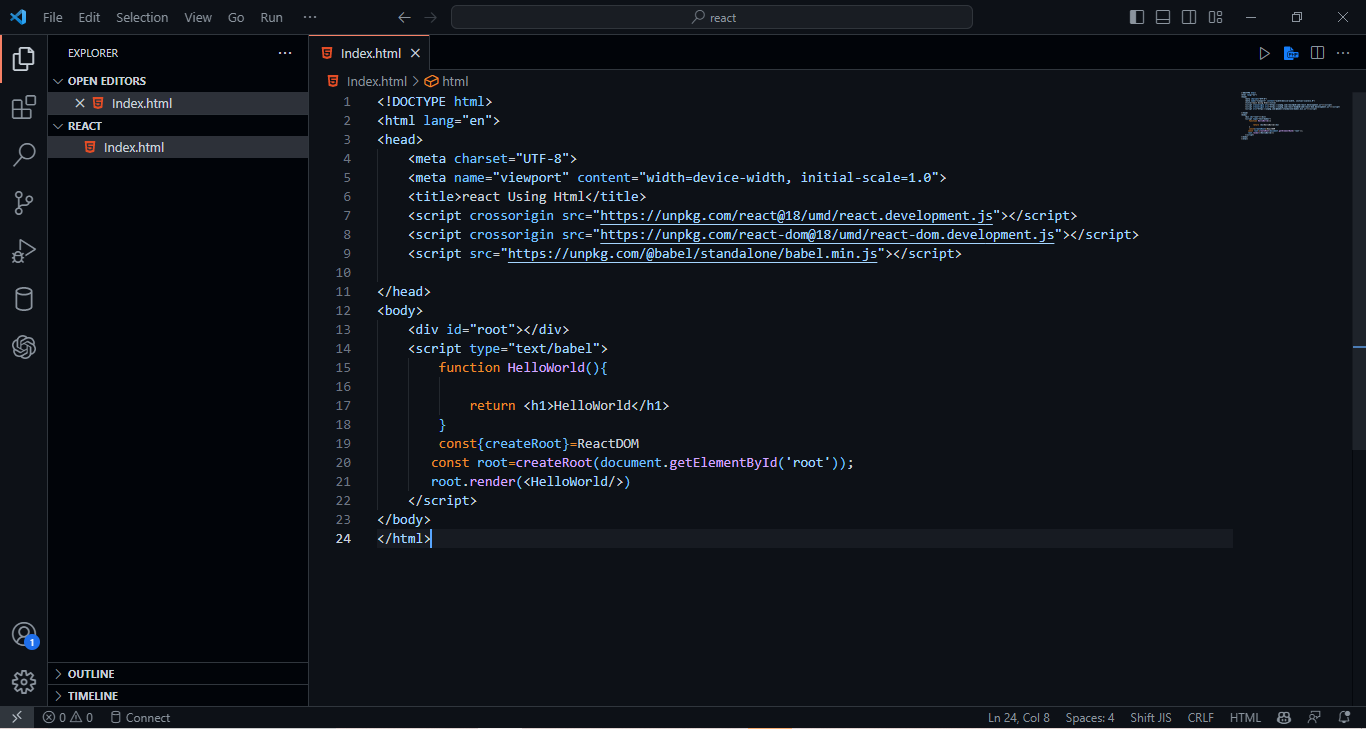 File Edit Selection View Go Run ···
react
EXPLORER
OPEN EDITORS
Index.html
REACT
Index.html
OUTLINE
TIMELINE
Index.html
Index.html > html
1 <!DOCTYPE html>
2 <html lang="en">
3 <head>
4     <meta charset="UTF-8">
5     <meta name="viewport" content="width=device-width, initial-scale=1.0">
6     <title>react Using Html</title>
7     <script crossorigin src="https://unpkg.com/react@18/umd/react.development.js"></script>
8     <script crossorigin src="https://unpkg.com/react-dom@18/umd/react-dom.development.js"></script>
9     <script src="https://unpkg.com/@babel/standalone/babel.min.js"></script>
10
11 </head>
12 <body>
13     <div id="root"></div>
14     <script type="text/babel">
15         function HelloWorld(){
16
17             return <h1>HelloWorld</h1>
18         }
19         const{createRoot}=ReactDOM
20        const root=createRoot(document.getElementById('root'));
21        root.render(<HelloWorld/>)
22     </script>
23 </body>
24 </html>
1
0 0 Connect
Ln 24, Col 8 Spaces: 4 Shift JIS CRLF HTML